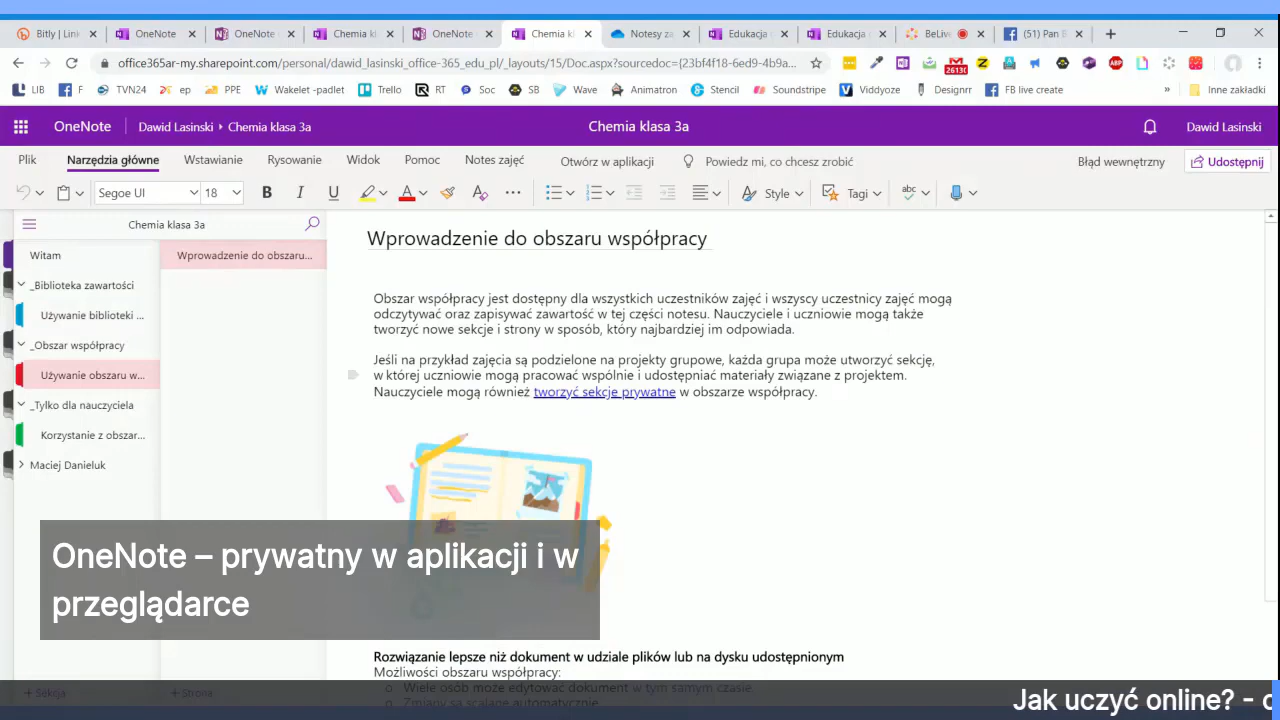 Bitly | Link
OneNote
OneNote
Chemia kl
OneNote
Chemia kl
Notesy za
Edukacja
Edukacja
BeLive
(51) Pan B
office365ar-my.sharepoint.com/personal/dawid_lasinski_office-365_edu_pl/_layouts/15/Doc.aspx?sourcedoc={23bf4f18-6ed9-4b9a...
26130
ABP
LIB
F
TVN24
ep
PPE
Wakelet -padlet
Trello
RT
Soc
SB
Wave
Animatron
Stencil
Soundstripe
Viddyoze
Designrr
FB live create
»
Inne zakładki
OneNote
Dawid Lasinski › Chemia klasa 3a
Chemia klasa 3a
Dawid Lasinski
Plik
Narzędzia główne
Wstawianie
Rysowanie
Widok
Pomoc
Notes zajęć
Otwórz w aplikacji
Powiedz mi, co chcesz zrobić
Błąd wewnętrzny
Udostępnij
Segoe UI
18
B
I
U
A
Style
Tagi
abc
Chemia klasa 3a
Witam
_Biblioteka zawartości
Używanie biblioteki ...
_Obszar współpracy
Używanie obszaru w...
_Tylko dla nauczyciela
Korzystanie z obszar...
Maciej Danieluk
+ Sekcja
Wprowadzenie do obszaru...
+ Strona
Wprowadzenie do obszaru współpracy
Obszar współpracy jest dostępny dla wszystkich uczestników zajęć i wszyscy uczestnicy zajęć mogą
odczytywać oraz zapisywać zawartość w tej części notesu. Nauczyciele i uczniowie mogą także
tworzyć nowe sekcje i strony w sposób, który najbardziej im odpowiada.
Jeśli na przykład zajęcia są podzielone na projekty grupowe, każda grupa może utworzyć sekcję,
w której uczniowie mogą pracować wspólnie i udostępniać materiały związane z projektem.
Nauczyciele mogą również tworzyć sekcje prywatne w obszarze współpracy.
OneNote – prywatny w aplikacji i w
przeglądarce
Rozwiązanie lepsze niż dokument w udziale plików lub na dysku udostępnionym
Możliwości obszaru współpracy:
o Wiele osób może edytować dokument w tym samym czasie.
o Zmiany są scalane automatycznie.
Jak uczyć online? -